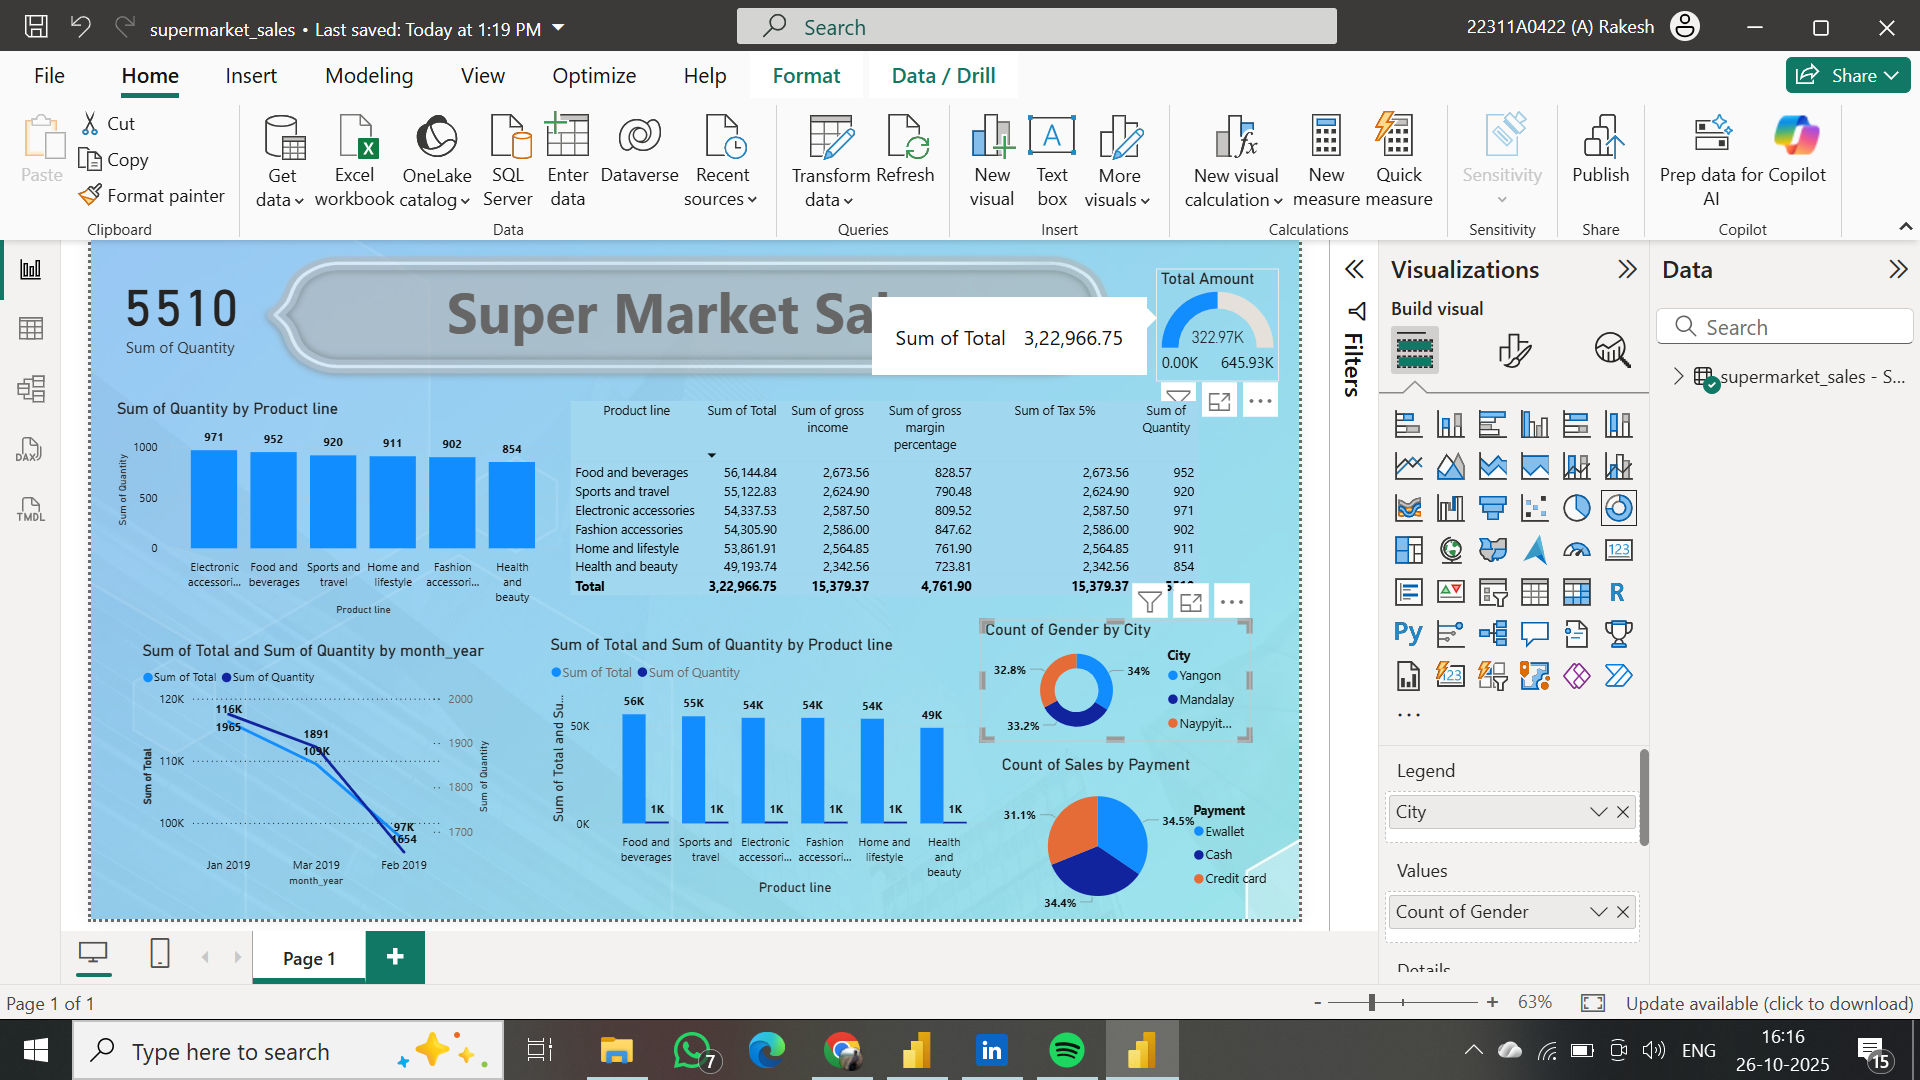 supermarket_sales • Last saved: Today at 1:19 PM
Search
22311A0422 (A) Rakesh
File
Home
Insert
Modeling
View
Optimize
Help
Format
Data / Drill
Share
Paste
Cut
Copy
Format painter
Clipboard
Get data
Excel workbook
OneLake catalog
SQL Server
Enter data
Dataverse
Recent sources
Data
Transform data
Refresh
Queries
New visual
Text box
More visuals
Insert
New visual calculation
New measure
Quick measure
Calculations
Sensitivity
Sensitivity
Publish
Share
Prep data for AI
Copilot
Copilot
DAX
TMDL
5510
Sum of Quantity
Super Market Sa
Sum of Total 3,22,966.75
Total Amount
322.97K
0.00K 645.93K
Sum of Quantity by Product line
Sum of Quantity
1000
500
0
971 952 920 911 902 854
Electronic accessori...
Food and beverages
Sports and travel
Home and lifestyle
Fashion accessori...
Health and beauty
Product line
Product line Sum of Total Sum of gross income Sum of gross margin percentage Sum of Tax 5% Sum of Quantity
Food and beverages 56,144.84 2,673.56 828.57 2,673.56 952
Sports and travel 55,122.83 2,624.90 790.48 2,624.90 920
Electronic accessories 54,337.53 2,587.50 809.52 2,587.50 971
Fashion accessories 54,305.90 2,586.00 847.62 2,586.00 902
Home and lifestyle 53,861.91 2,564.85 761.90 2,564.85 911
Health and beauty 49,193.74 2,342.56 723.81 2,342.56 854
Total 3,22,966.75 15,379.37 4,761.90 15,379.37
Sum of Total and Sum of Quantity by month_year
Sum of Total Sum of Quantity
Sum of Total
120K
110K
100K
116K
1965
1891
109K
97K
1654
2000
1900
1800
1700
Sum of Quantity
Jan 2019 Mar 2019 Feb 2019
month_year
Sum of Total and Sum of Quantity by Product line
Sum of Total Sum of Quantity
Sum of Total and Su...
50K
0K
56K 55K 54K 54K 54K 49K
1K 1K 1K 1K 1K 1K
Food and beverages
Sports and travel
Electronic accessori...
Fashion accessori...
Home and lifestyle
Health and beauty
Product line
Count of Gender by City
32.8%
34%
33.2%
City
Yangon
Mandalay
Naypyit...
Count of Sales by Payment
31.1%
34.5%
34.4%
Payment
Ewallet
Cash
Credit card
Filters
Visualizations
Build visual
123
R
Py
123
Legend
City
Values
Count of Gender
Details
Data
Search
supermarket_sales - S...
Page 1
Page 1 of 1
- + 63%
Update available (click to download)
Type here to search
7
in
ENG
16:16
26-10-2025
15